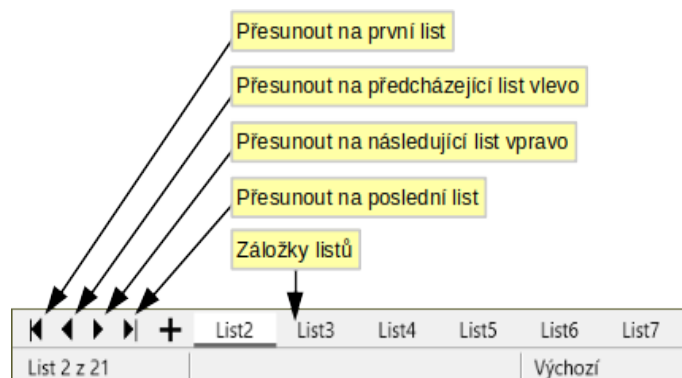 Přesunout na první list
Přesunout na předcházející list vlevo
Přesunout na následující list vpravo
Přesunout na poslední list
Záložky listů
List2 List3 List4 List5 List6 List7
List 2 z 21 Výchozí